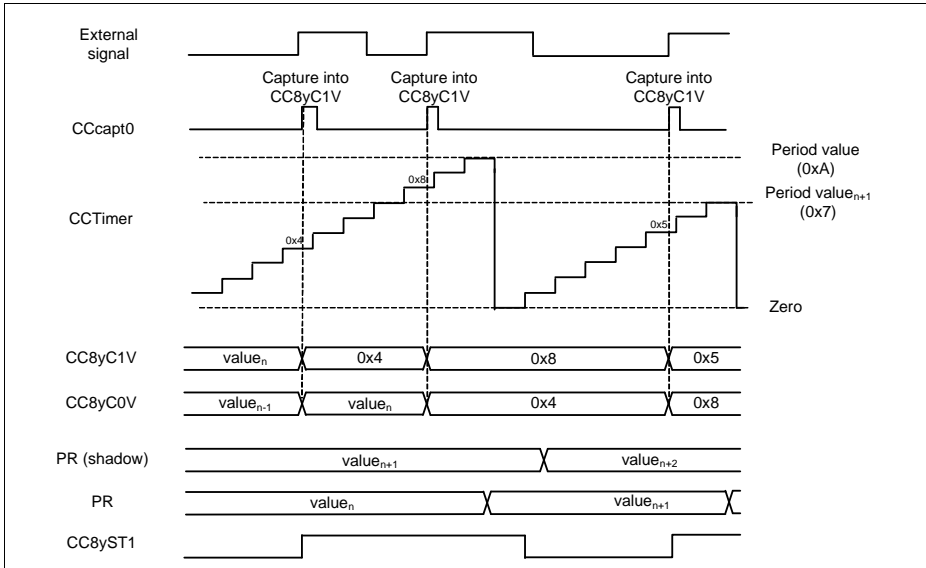 External
signal
Capture into
CC8yC1V
Capture into
CC8yC1V
Capture into
CC8yC1V
CCcapt0
Period value
(0xA)
0x8
Period valueₙ₊₁
(0x7)
CCTimer
0x4
0x5
Zero
CC8yC1V valueₙ 0x4 0x8 0x5
CC8yC0V valueₙ₋₁ valueₙ 0x4 0x8
PR (shadow) valueₙ₊₁ valueₙ₊₂
PR valueₙ valueₙ₊₁
CC8yST1